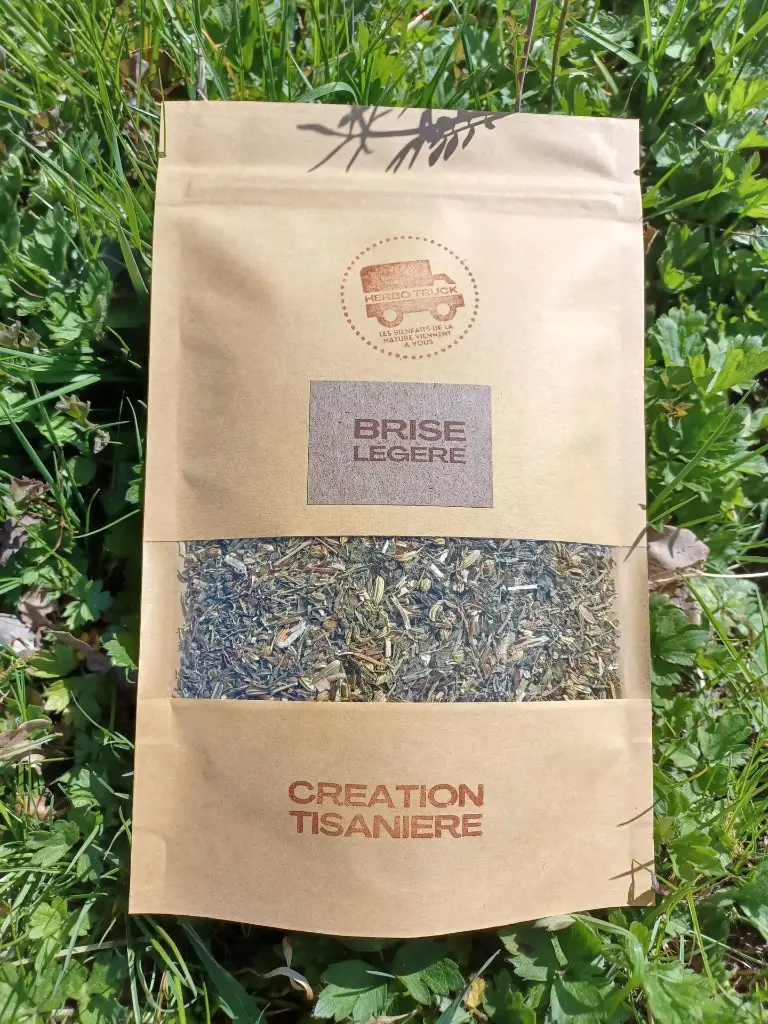 HERBO TRUCK
LES BIENFAITS DE LA
NATURE VIENNENT
A VOUS
BRISE
LEGERE
CREATION
TISANIERE